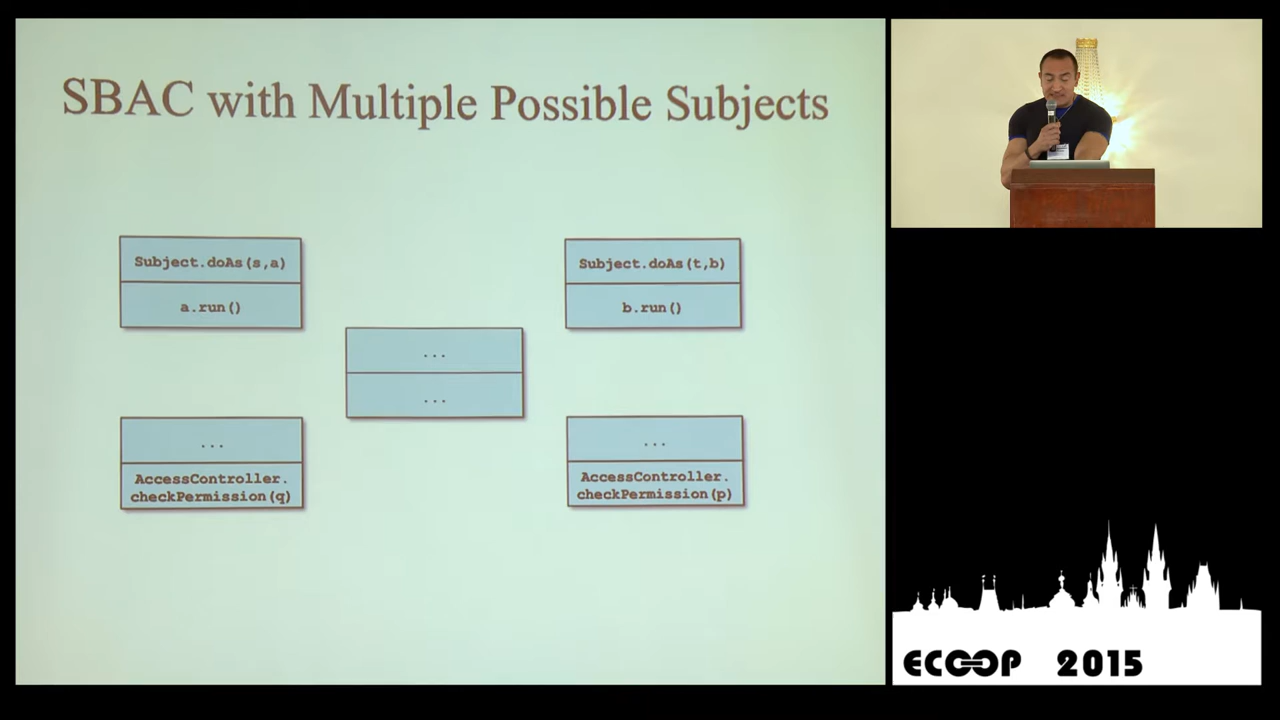 SBAC with Multiple Possible Subjects
Subject.doAs(s,a)
a.run()
Subject.doAs(t,b)
b.run()
...
...
...
AccessController.
checkPermission(q)
...
AccessController.
checkPermission(p)
ECOOP 2015